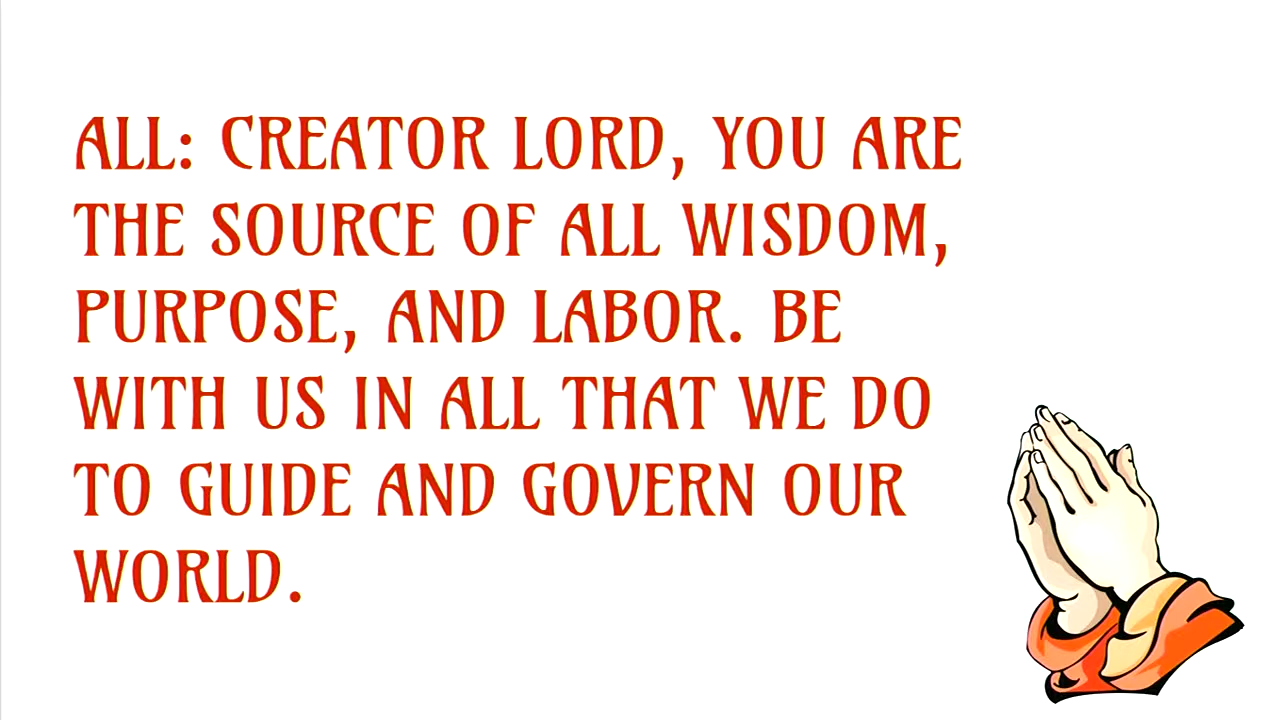 ALL: CREATOR LORD, YOU ARE
THE SOURCE OF ALL WISDOM,
PURPOSE, AND LABOR. BE
WITH US IN ALL THAT WE DO
TO GUIDE AND GOVERN OUR
WORLD.